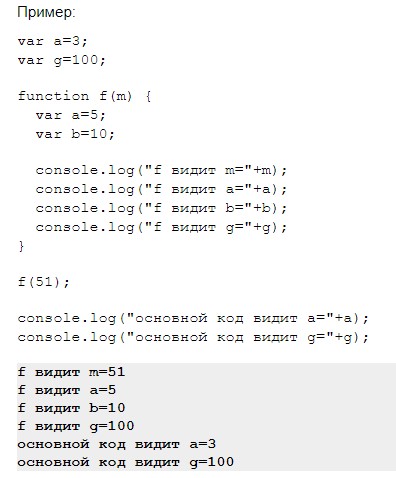 Пример:
var a=3;
var g=100;
function f(m) {
var a=5;
var b=10;
console.log("f видит m="+m);
console.log("f видит a="+a);
console.log("f видит b="+b);
console.log("f видит g="+g);
}
f(51);
console.log("основной код видит a="+a);
console.log("основной код видит g="+g);
f видит m=51
f видит a=5
f видит b=10
f видит g=100
основной код видит a=3
основной код видит g=100